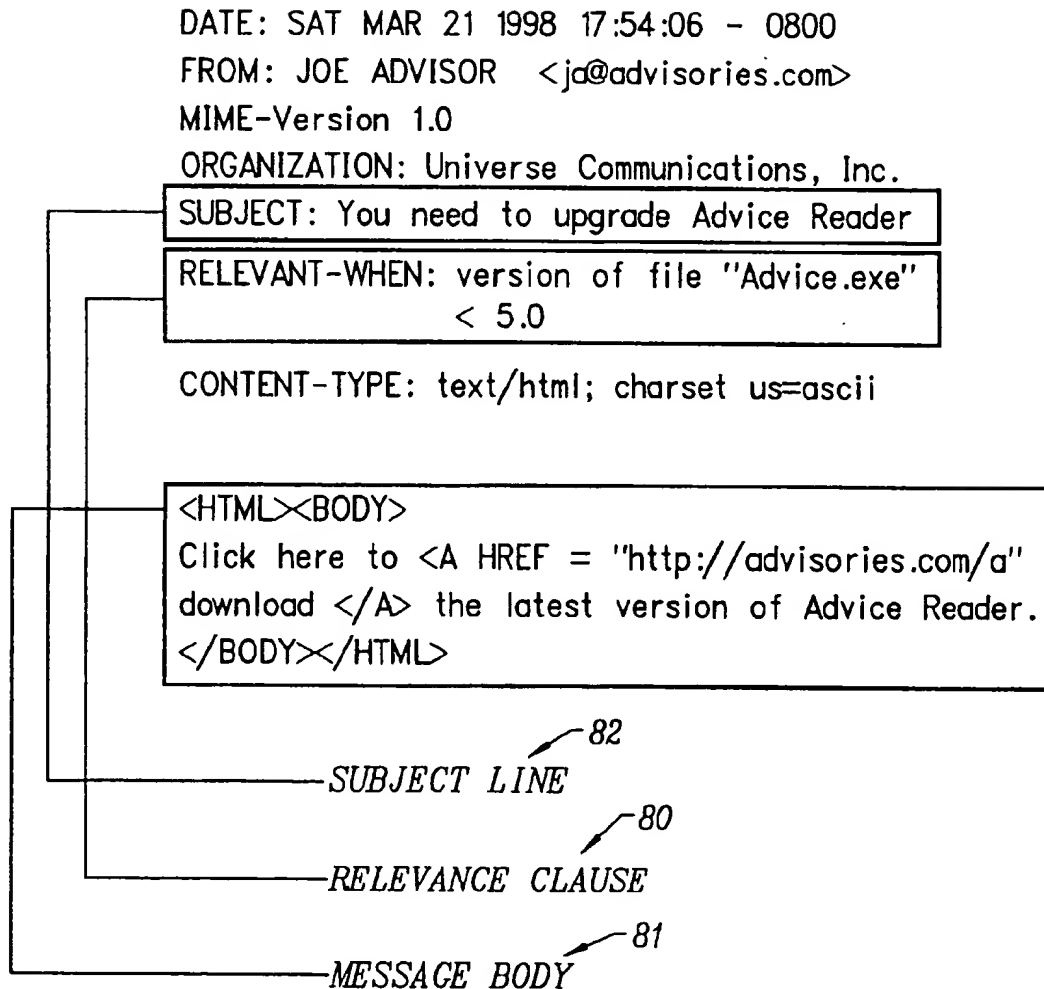 DATE: SAT MAR 21 1998 17:54:06 - 0800
FROM: JOE ADVISOR <ja@advisories.com>
MIME-Version 1.0
ORGANIZATION: Universe Communications, Inc.
SUBJECT: You need to upgrade Advice Reader
RELEVANT-WHEN: version of file "Advice.exe"
< 5.0
CONTENT-TYPE: text/html; charset us=ascii
<HTML><BODY>
Click here to <A HREF = "http://advisories.com/a"
download </A> the latest version of Advice Reader.
</BODY></HTML>
82
SUBJECT LINE
80
RELEVANCE CLAUSE
81
MESSAGE BODY